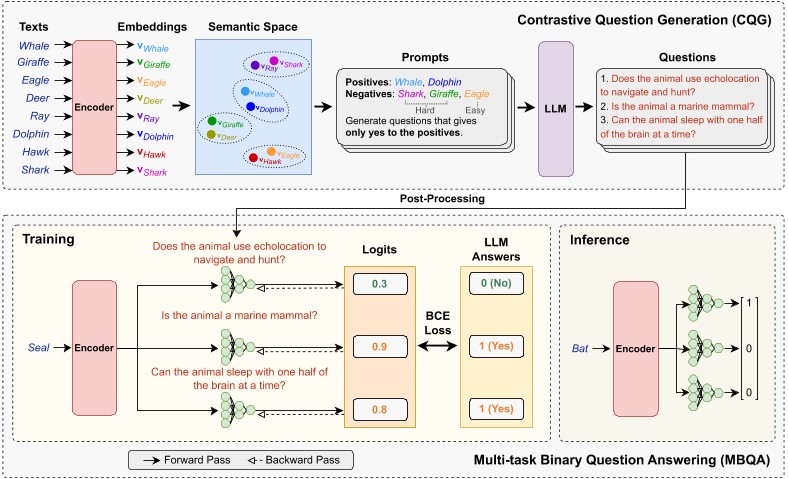 Contrastive Question Generation (CQG)
Texts
Embeddings
Semantic Space
Whale
Giraffe
Eagle
Deer
Ray
Dolphin
Hawk
Shark
Encoder
vWhale
vGiraffe
vEagle
vDeer
vRay
vDolphin
vHawk
vShark
vRay
vShark
vWhale
vDolphin
vGiraffe
vDeer
vEagle
vHawk
Prompts
Positives: Whale, Dolphin
Negatives: Shark, Giraffe, Eagle
Hard
Easy
Generate questions that gives
only yes to the positives.
LLM
Questions
1. Does the animal use echolocation
to navigate and hunt?
2. Is the animal a marine mammal?
3. Can the animal sleep with one half
of the brain at a time?
Post-Processing
Training
Does the animal use echolocation to
navigate and hunt?
Is the animal a marine mammal?
Can the animal sleep with one half of
the brain at a time?
Seal
Encoder
Logits
0.3
0.9
0.8
BCE
Loss
LLM
Answers
0 (No)
1 (Yes)
1 (Yes)
Inference
Bat
Encoder
1
0
0
Forward Pass
- Backward Pass
Multi-task Binary Question Answering (MBQA)